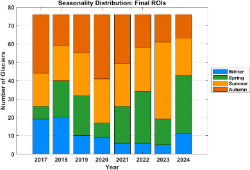 Seasonality Distribution: Final ROIs
80
70
60
50
40
30
20
10
0
Number of Glaciers
2017 2018 2019 2020 2021 2022 2023 2024
Year
Winter
Spring
Summer
Autumn